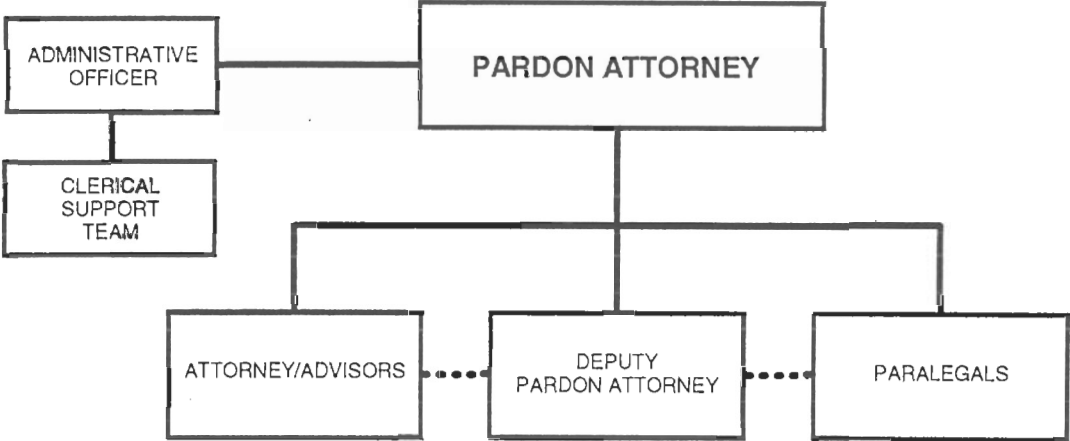 ADMINISTRATIVE
OFFICER
PARDON ATTORNEY
CLERICAL
SUPPORT
TEAM
ATTORNEY/ADVISORS
DEPUTY
PARDON ATTORNEY
PARALEGALS